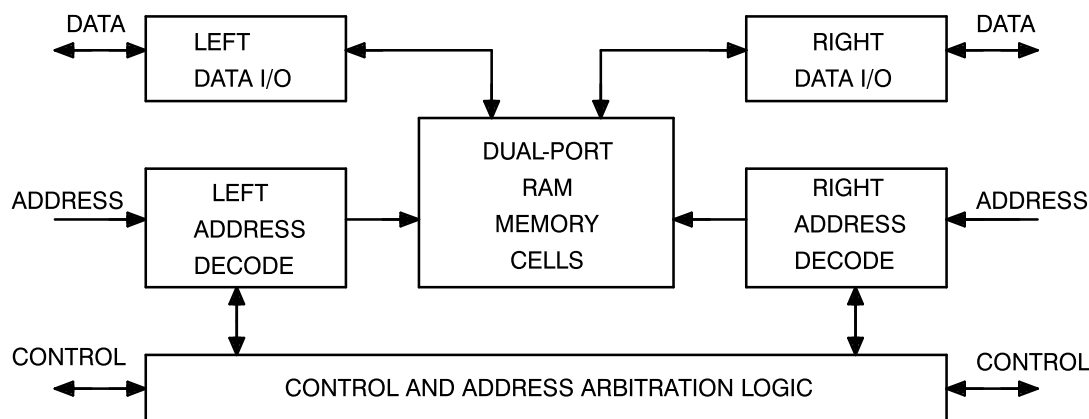 DATA
LEFT
DATA I/O
RIGHT
DATA I/O
DATA
ADDRESS
LEFT
ADDRESS
DECODE
DUAL-PORT
RAM
MEMORY
CELLS
RIGHT
ADDRESS
DECODE
ADDRESS
CONTROL
CONTROL AND ADDRESS ARBITRATION LOGIC
CONTROL